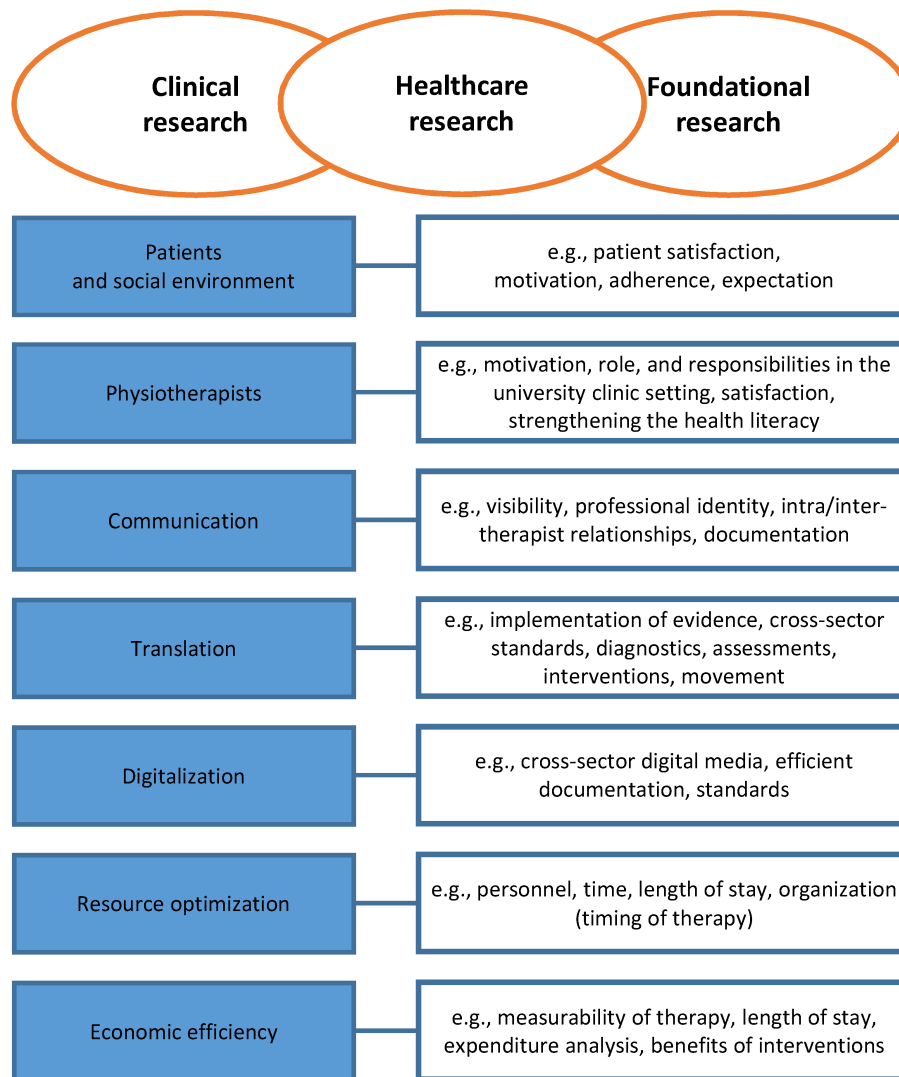 Clinical
research
Healthcare
research
Foundational
research
Patients
and social environment
e.g., patient satisfaction,
motivation, adherence, expectation
Physiotherapists
e.g., motivation, role, and responsibilities in the
university clinic setting, satisfaction,
strengthening the health literacy
Communication
e.g., visibility, professional identity, intra/inter-
therapist relationships, documentation
Translation
e.g., implementation of evidence, cross-sector
standards, diagnostics, assessments,
interventions, movement
Digitalization
e.g., cross-sector digital media, efficient
documentation, standards
Resource optimization
e.g., personnel, time, length of stay, organization
(timing of therapy)
Economic efficiency
e.g., measurability of therapy, length of stay,
expenditure analysis, benefits of interventions